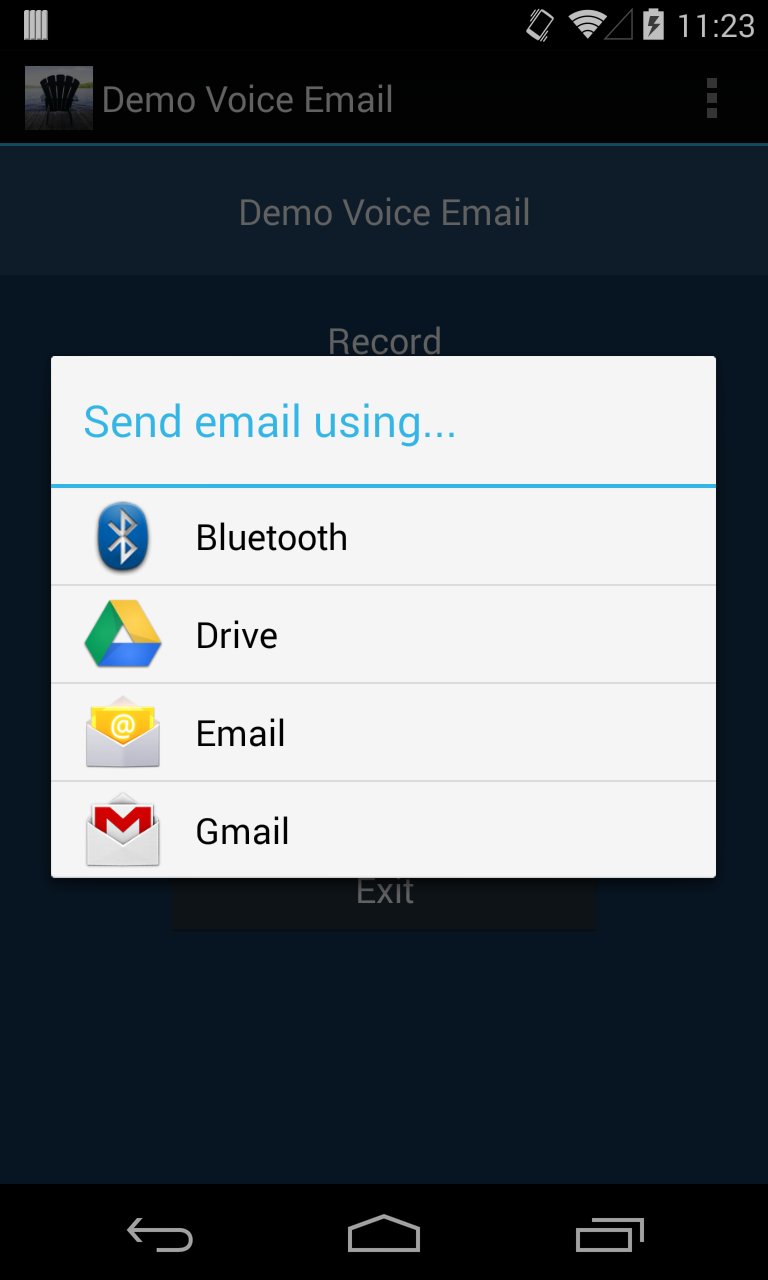 11:23
Demo Voice Email
Demo Voice Email
Record
Send email using...
Bluetooth
Drive
@
Email
Gmail
Exit